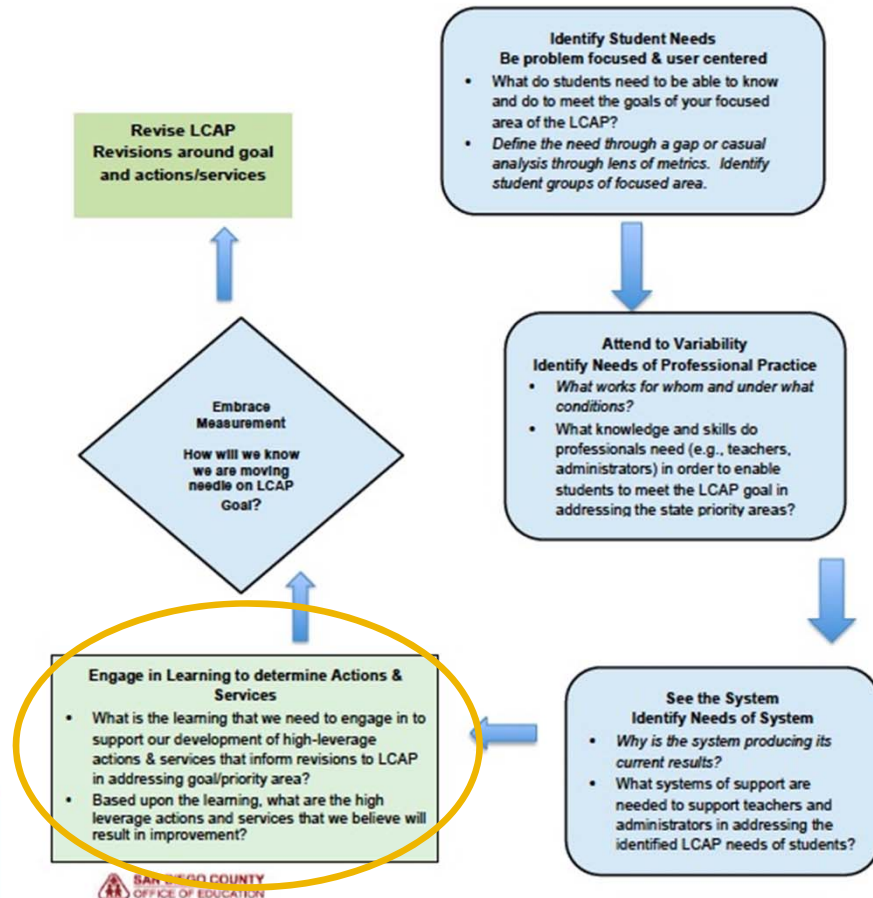 Identify Student Needs
Be problem focused & user centered
• What do students need to be able to know
and do to meet the goals of your focused
area of the LCAP?
• Define the need through a gap or casual
analysis through lens of metrics. Identify
student groups of focused area.
Attend to Variability
Identify Needs of Professional Practice
• What works for whom and under what
conditions?
• What knowledge and skills do
professionals need (e.g., teachers,
administrators) in order to enable
students to meet the LCAP goal in
addressing the state priority areas?
See the System
Identify Needs of System
• Why is the system producing its
current results?
• What systems of support are
needed to support teachers and
administrators in addressing the
identified LCAP needs of students?
Engage in Learning to determine Actions &
Services
• What is the learning that we need to engage in to
support our development of high-leverage
actions & services that inform revisions to LCAP
in addressing goal/priority area?
• Based upon the learning, what are the high
leverage actions and services that we believe will
result in improvement?
Embrace
Measurement
How will we know
we are moving
needle on LCAP
Goal?
Revise LCAP
Revisions around goal
and actions/services
SAN DIEGO COUNTY
OFFICE OF EDUCATION